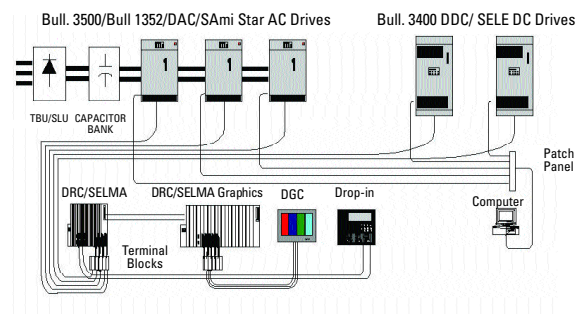 Bull. 3500/Bull 1352/DAC/SAmi Star AC Drives
Bull. 3400 DDC/ SELE DC Drives
1
1
1
TBU/SLU
CAPACITOR
BANK
Patch
Panel
DRC/SELMA
DRC/SELMA Graphics
DGC
Drop-in
Computer
Terminal
Blocks